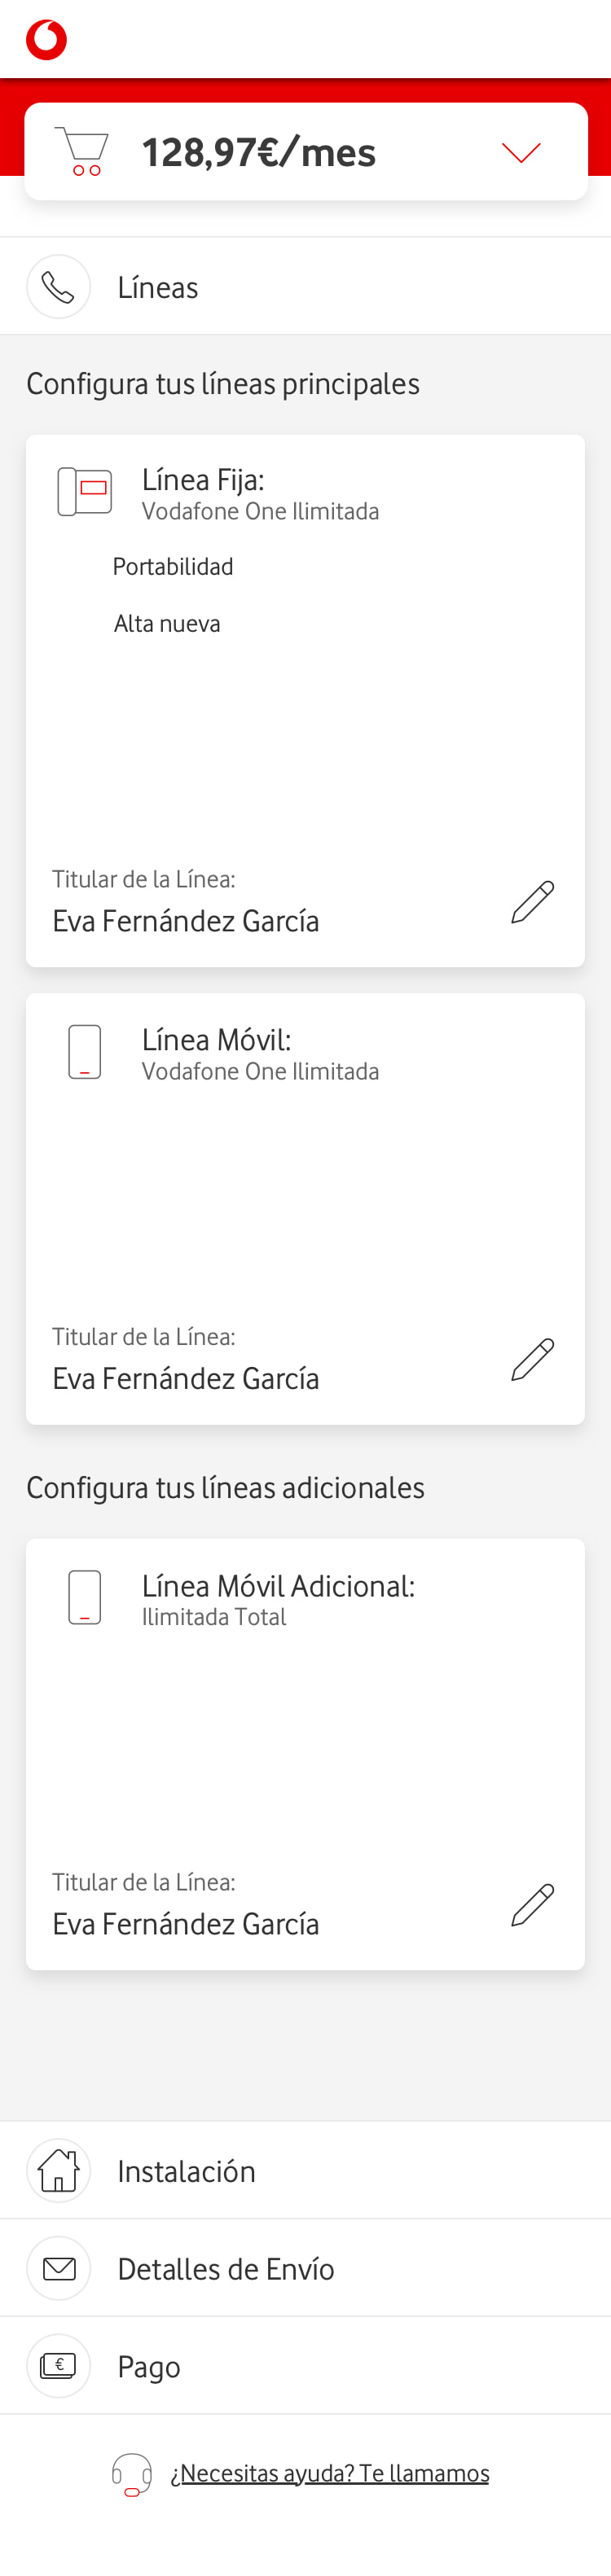 128,97€/mes
Líneas
Configura tus líneas principales
Línea Fija:
Vodafone One Ilimitada
Portabilidad
Alta nueva
Titular de la Línea:
Eva Fernández García
Línea Móvil:
Vodafone One Ilimitada
Titular de la Línea:
Eva Fernández García
Configura tus líneas adicionales
Línea Móvil Adicional:
Ilimitada Total
Titular de la Línea:
Eva Fernández García
Instalación
Detalles de Envío
€
Pago
¿Necesitas ayuda? Te llamamos